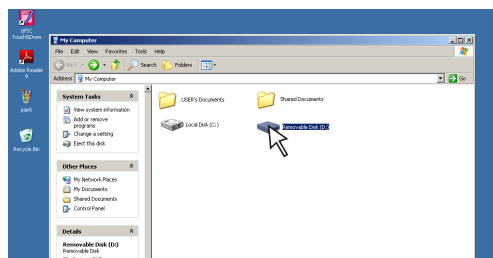 UPSC
Touch&Draw
Adobe Reader
9
paint
Recycle Bin
My Computer
File Edit View Favorites Tools Help
Back Search Folders
Address My Computer Go
System Tasks
View system information
Add or remove
programs
Change a setting
Eject this disk
Other Places
My Network Places
My Documents
Shared Documents
Control Panel
Details
Removable Disk (D:)
Removable Disk
USER's Documents
Shared Documents
Local Disk (C:)
Removable Disk (D:)